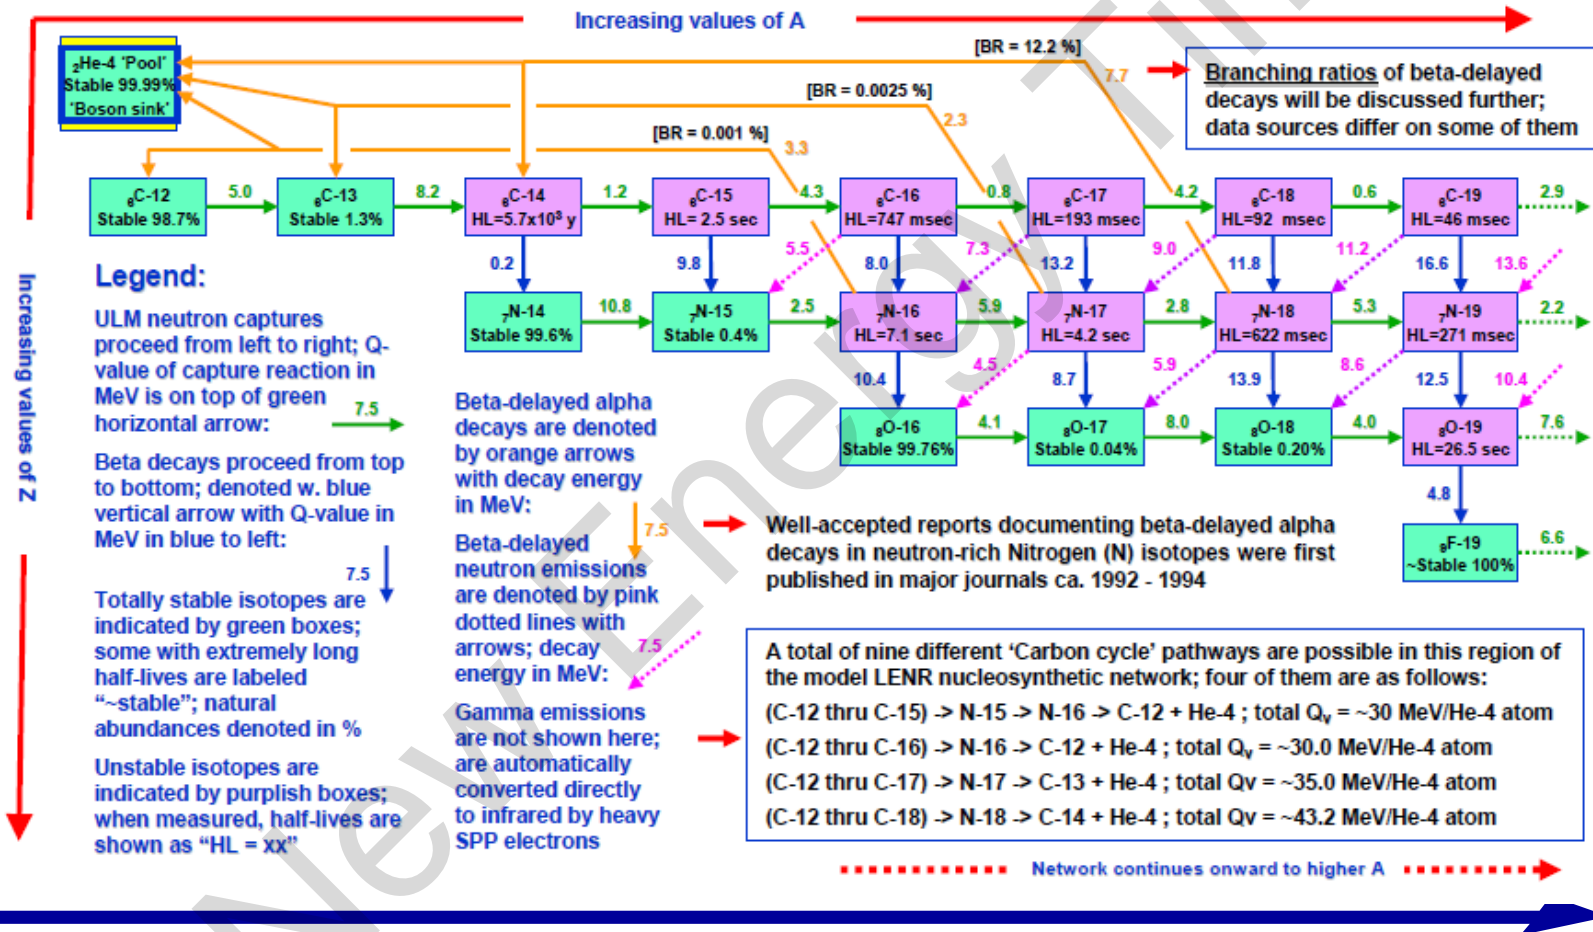 Increasing values of A
[BR = 12.2 %]
7.7
₂He-4 'Pool'
Stable 99.99%
'Boson sink'
Branching ratios of beta-delayed
decays will be discussed further;
data sources differ on some of them
[BR = 0.0025 %]
2.3
[BR = 0.001 %]
3.3
₆C-12
Stable 98.7%
5.0
₆C-13
Stable 1.3%
8.2
₆C-14
HL=5.7x10³ y
1.2
₆C-15
HL= 2.5 sec
4.3
₆C-16
HL=747 msec
0.8
₆C-17
HL=193 msec
4.2
₆C-18
HL=92 msec
0.6
₆C-19
HL=46 msec
2.9
0.2
9.8
5.5
8.0
7.3
13.2
9.0
11.8
11.2
16.6
13.6
₇N-14
Stable 99.6%
10.8
₇N-15
Stable 0.4%
2.5
₇N-16
HL=7.1 sec
5.9
₇N-17
HL=4.2 sec
2.8
₇N-18
HL=622 msec
5.3
₇N-19
HL=271 msec
2.2
10.4
4.5
8.7
5.9
13.9
8.6
12.5
10.4
₈O-16
Stable 99.76%
4.1
₈O-17
Stable 0.04%
8.0
₈O-18
Stable 0.20%
4.0
₈O-19
HL=26.5 sec
7.6
4.8
₉F-19
~Stable 100%
6.6
Increasing values of Z
Legend:
ULM neutron captures
proceed from left to right; Q-
value of capture reaction in
MeV is on top of green
horizontal arrow:
7.5
Beta decays proceed from top
to bottom; denoted w. blue
vertical arrow with Q-value in
MeV in blue to left:
7.5
Totally stable isotopes are
indicated by green boxes;
some with extremely long
half-lives are labeled
"~stable"; natural
abundances denoted in %
Unstable isotopes are
indicated by purplish boxes;
when measured, half-lives are
shown as "HL = xx"
Beta-delayed alpha
decays are denoted
by orange arrows
with decay energy
in MeV:
7.5
Beta-delayed
neutron emissions
are denoted by pink
dotted lines with
arrows; decay
energy in MeV:
7.5
Gamma emissions
are not shown here;
are automatically
converted directly
to infrared by heavy
SPP electrons
Well-accepted reports documenting beta-delayed alpha
decays in neutron-rich Nitrogen (N) isotopes were first
published in major journals ca. 1992 - 1994
A total of nine different 'Carbon cycle' pathways are possible in this region of
the model LENR nucleosynthetic network; four of them are as follows:
(C-12 thru C-15) -> N-15 -> N-16 -> C-12 + He-4 ; total Qᵥ = ~30 MeV/He-4 atom
(C-12 thru C-16) -> N-16 -> C-12 + He-4 ; total Qᵥ = ~30.0 MeV/He-4 atom
(C-12 thru C-17) -> N-17 -> C-13 + He-4 ; total Qv = ~35.0 MeV/He-4 atom
(C-12 thru C-18) -> N-18 -> C-14 + He-4 ; total Qv = ~43.2 MeV/He-4 atom
Network continues onward to higher A
New Energy Tim